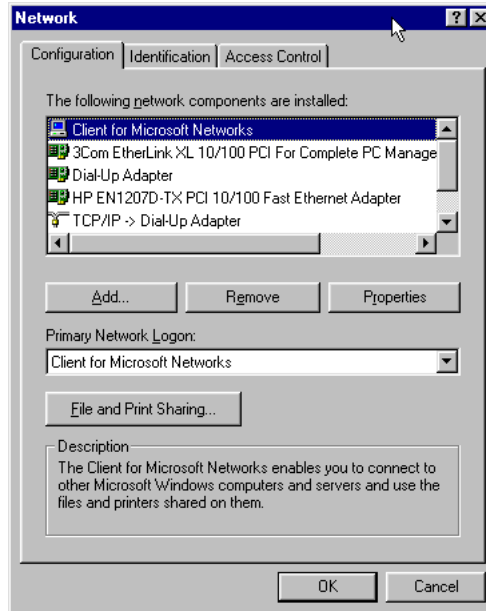 Network
Configuration Identification Access Control
The following network components are installed:
Client for Microsoft Networks
3Com EtherLink XL 10/100 PCI For Complete PC Manage
Dial-Up Adapter
HP EN1207D-TX PCI 10/100 Fast Ethernet Adapter
TCP/IP -> Dial-Up Adapter
Add... Remove Properties
Primary Network Logon:
Client for Microsoft Networks
File and Print Sharing...
Description
The Client for Microsoft Networks enables you to connect to
other Microsoft Windows computers and servers and use the
files and printers shared on them.
OK Cancel